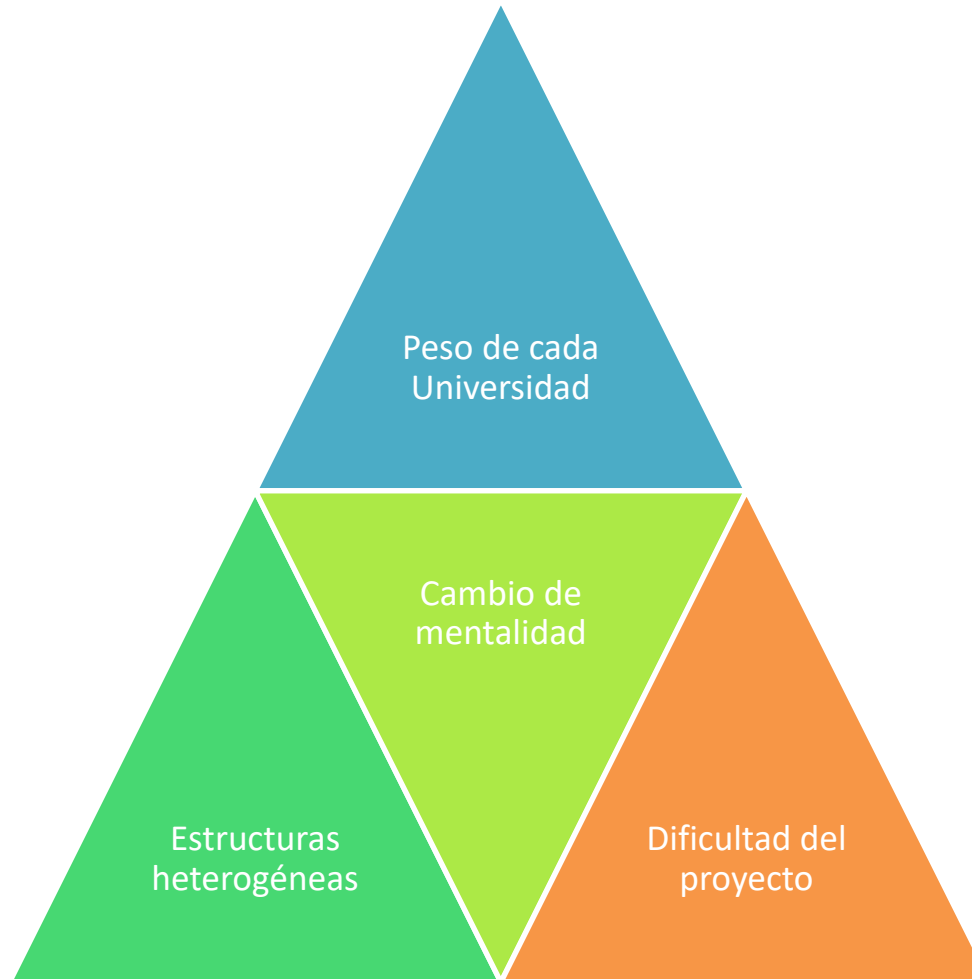 Peso de cada
Universidad
Cambio de
mentalidad
Estructuras
heterogéneas
Dificultad del
proyecto